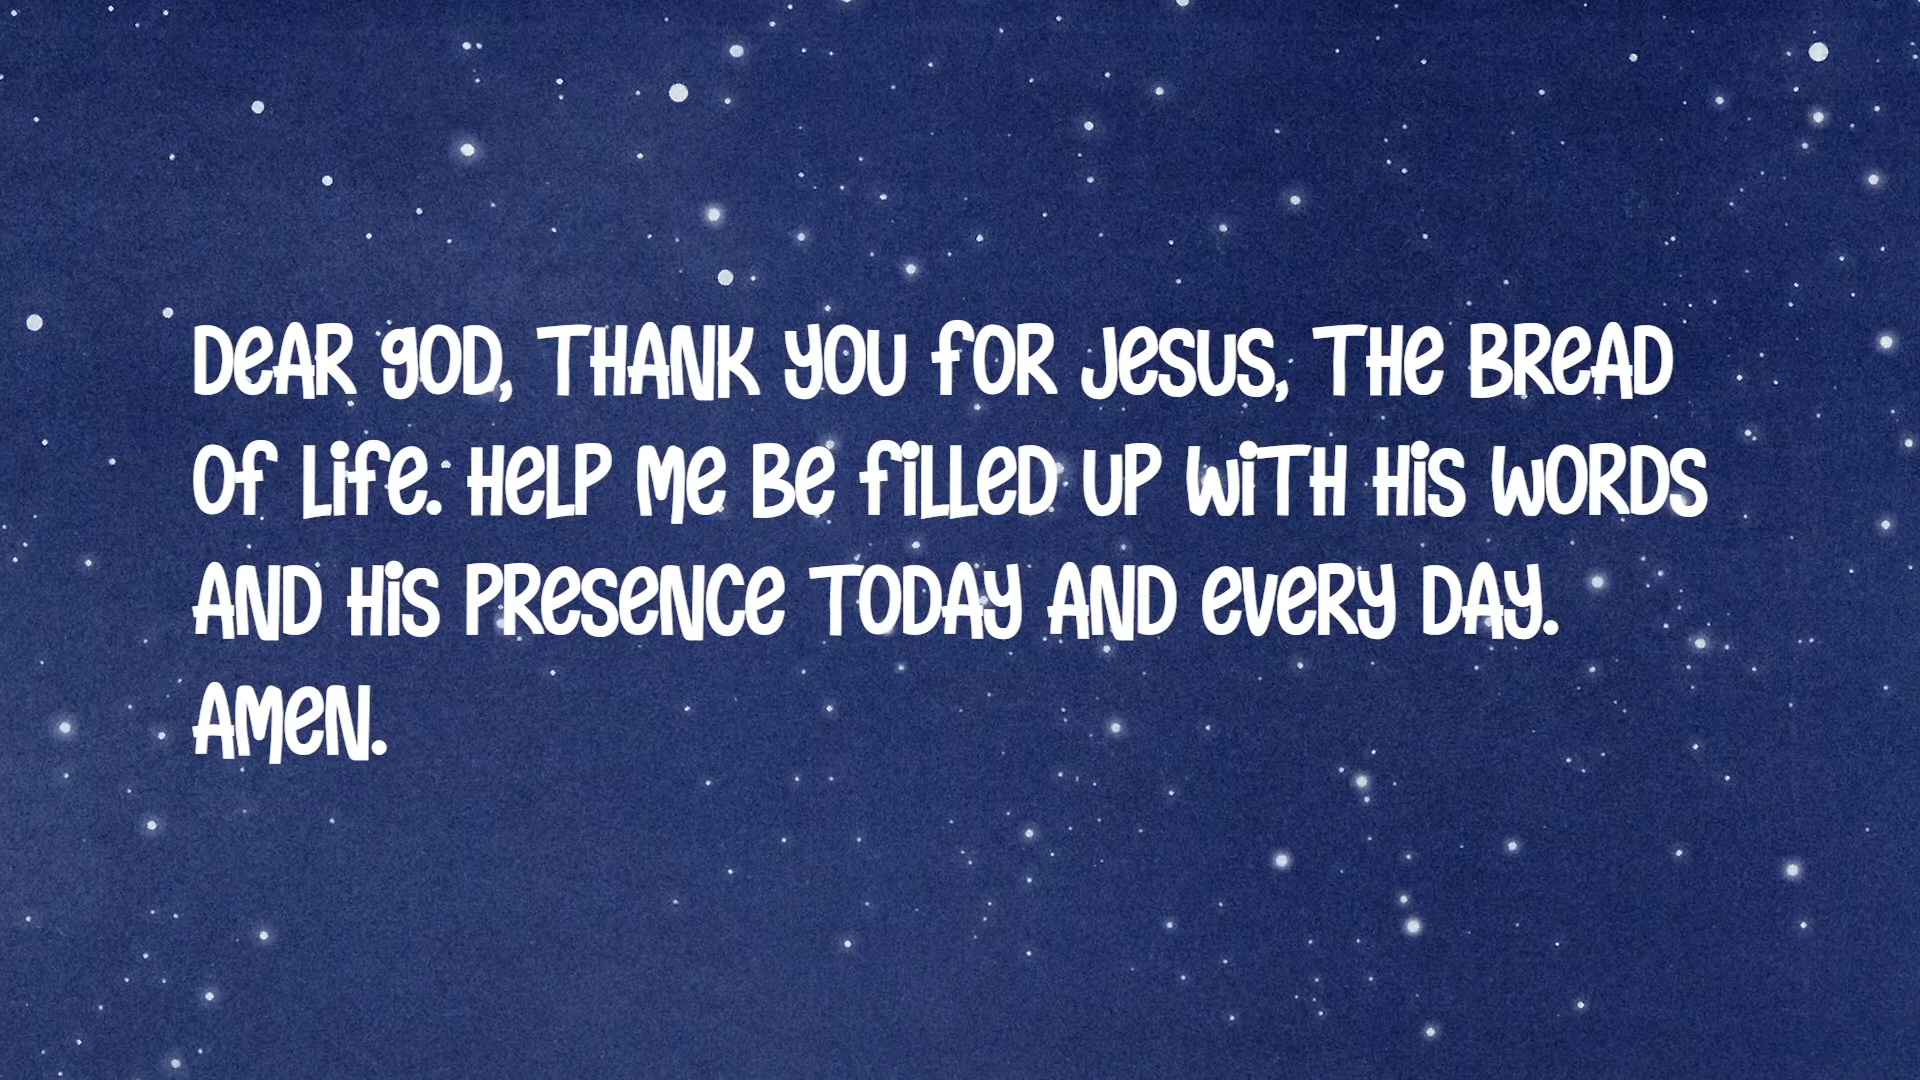 Dear God, thank you for Jesus, the Bread
of Life. Help me be filled up with His words
and His presence today and every day.
Amen.